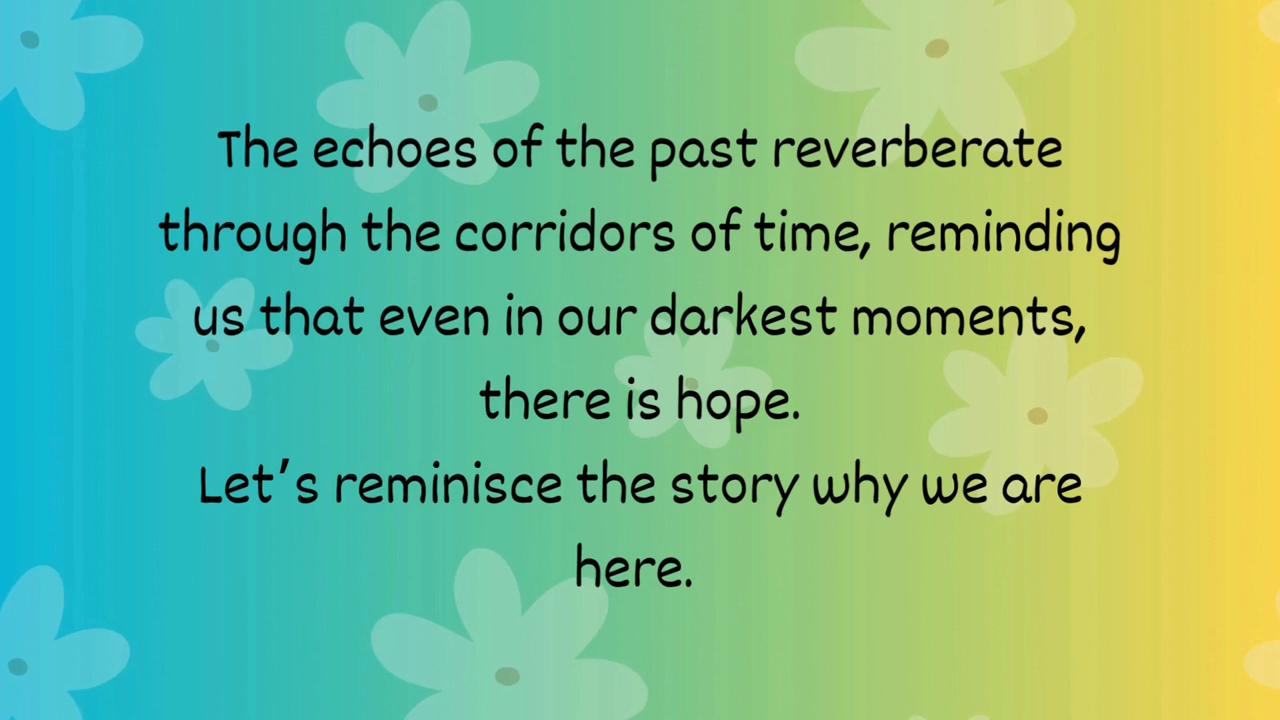 The echoes of the past reverberate
through the corridors of time, reminding
us that even in our darkest moments,
there is hope.
Let's reminisce the story why we are
here.